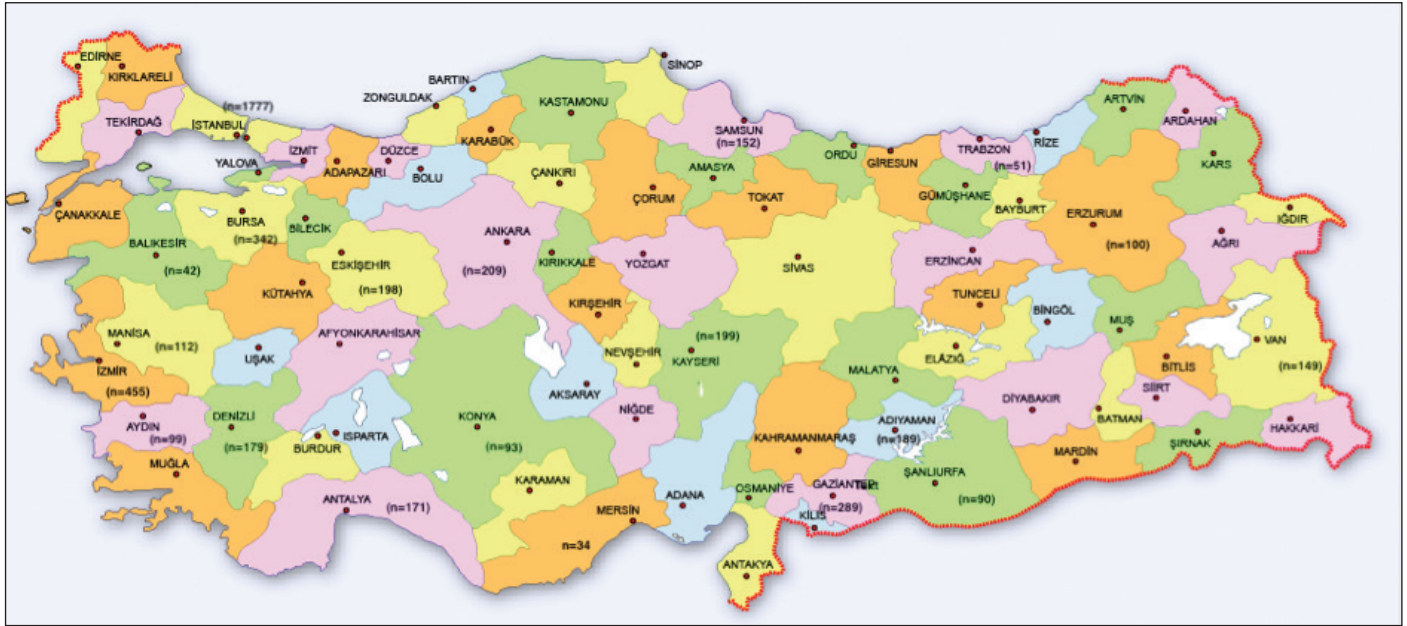 EDİRNE
KIRKLARELİ
TEKİRDAĞ
(n=1777)
İSTANBUL
YALOVA
İZMİT
ADAPAZARI
DÜZCE
BOLU
ZONGULDAK
BARTIN
KARABÜK
KASTAMONU
SİNOP
ÇANKIRI
ÇORUM
SAMSUN
(n=152)
AMASYA
TOKAT
ORDU
GİRESUN
GÜMÜŞHANE
TRABZON
(n=51)
BAYBURT
RİZE
ARTVİN
ARDAHAN
KARS
ERZURUM
(n=100)
IĞDIR
AĞRI
ÇANAKKALE
BALIKESİR
(n=42)
BURSA
(n=342)
BİLECİK
ESKİŞEHİR
(n=198)
KÜTAHYA
ANKARA
(n=209)
KIRIKKALE
YOZGAT
KIRŞEHİR
SİVAS
ERZİNCAN
TUNCELİ
BİNGÖL
MUŞ
BİTLİS
VAN
(n=149)
MANİSA
(n=112)
İZMİR
(n=455)
UŞAK
AFYONKARAHİSAR
AYDIN
(n=99)
DENİZLİ
(n=179)
MUĞLA
BURDUR
ISPARTA
ANTALYA
(n=171)
KONYA
(n=93)
KARAMAN
AKSARAY
NEVŞEHİR
NİĞDE
(n=199)
KAYSERİ
MERSİN
n=34
ADANA
OSMANİYE
ANTAKYA
KAHRAMANMARAŞ
MALATYA
ELÂZIĞ
ADIYAMAN
(n=189)
GAZİANTEP
(n=289)
KİLİS
ŞANLIURFA
(n=90)
DİYABAKIR
MARDİN
BATMAN
SİİRT
ŞIRNAK
HAKKARİ